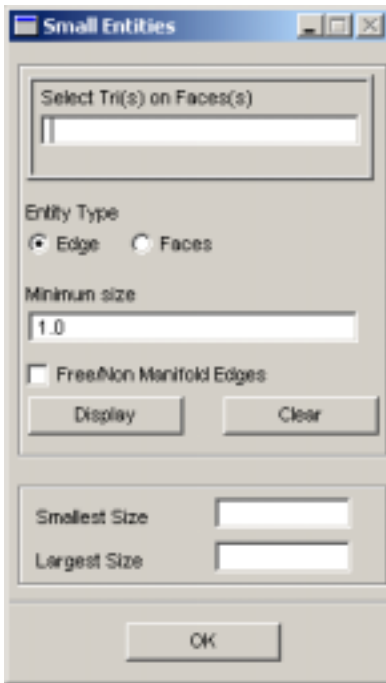 Small Entities
Select Tri(s) on Faces(s)
Entity Type
Edge Faces
Minimum size
1.0
Free/Non Manifold Edges
Display Clear
Smallest Size
Largest Size
OK